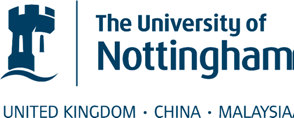 The University of
Nottingham
UNITED KINGDOM · CHINA · MALAYSIA